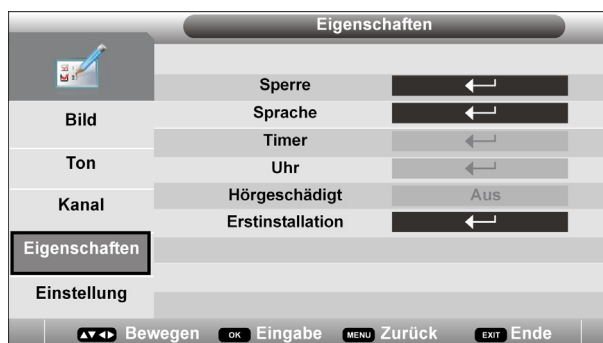 Eigenschaften
Sperre
Sprache
Timer
Uhr
Hörgeschädigt Aus
Erstinstallation
Bild
Ton
Kanal
Eigenschaften
Einstellung
Bewegen OK Eingabe MENU Zurück EXIT Ende